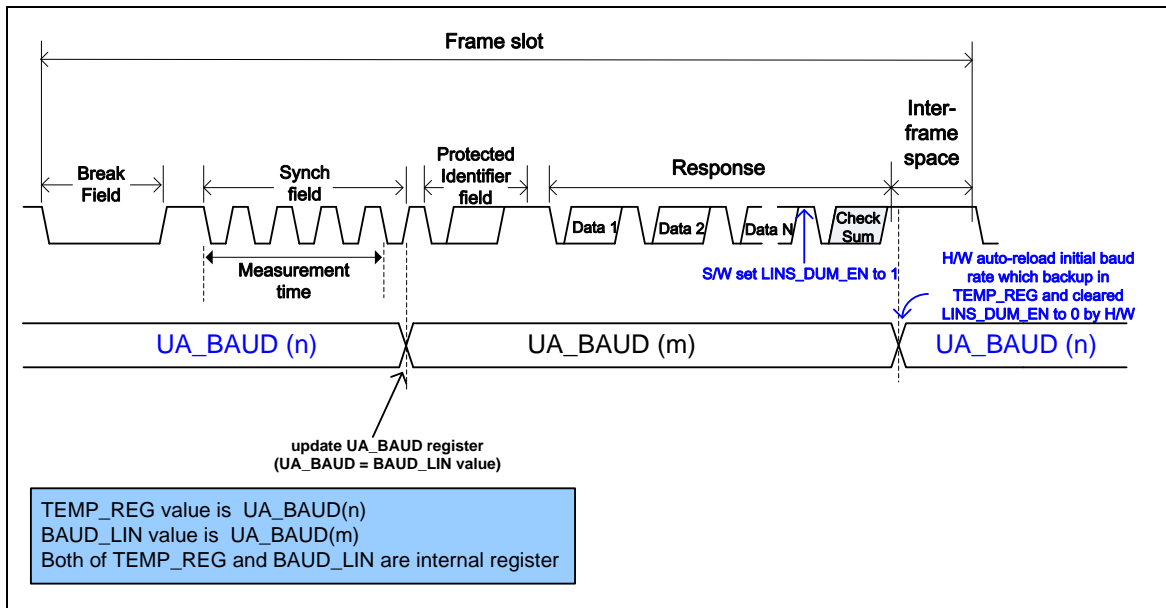 Frame slot
Inter-
frame
space
Break
Field
Synch
field
Protected
Identifier
field
Response
Data 1
Data 2
Data N
Check
Sum
Measurement
time
S/W set LINS_DUM_EN to 1
H/W auto-reload initial baud
rate which backup in
TEMP_REG and cleared
LINS_DUM_EN to 0 by H/W
UA_BAUD (n)
UA_BAUD (m)
UA_BAUD (n)
update UA_BAUD register
(UA_BAUD = BAUD_LIN value)
TEMP_REG value is UA_BAUD(n)
BAUD_LIN value is UA_BAUD(m)
Both of TEMP_REG and BAUD_LIN are internal register